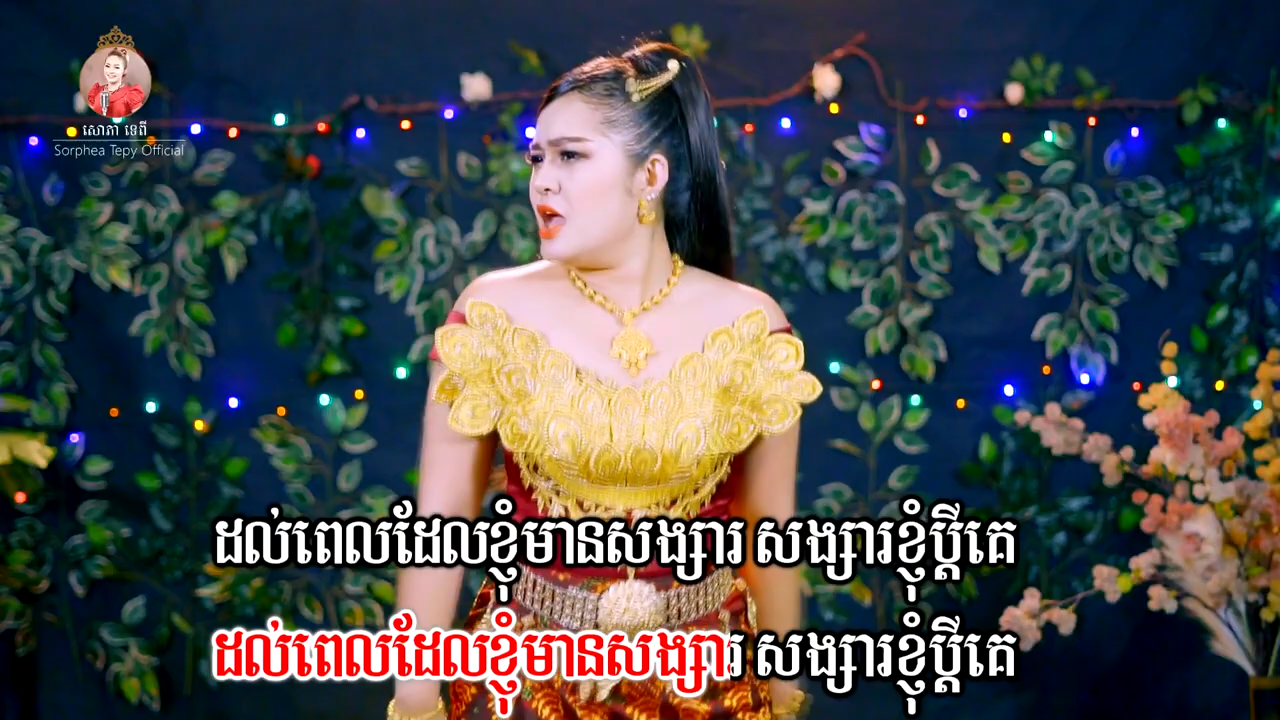 សោភា ទេពី
Sorphea Tepy Official
ដល់ពេលដែលខ្ញុំមានសង្សារ សង្សារខ្ញុំប្ដីគេ
ដល់ពេលដែលខ្ញុំមានសង្សារ សង្សារខ្ញុំប្ដីគេ